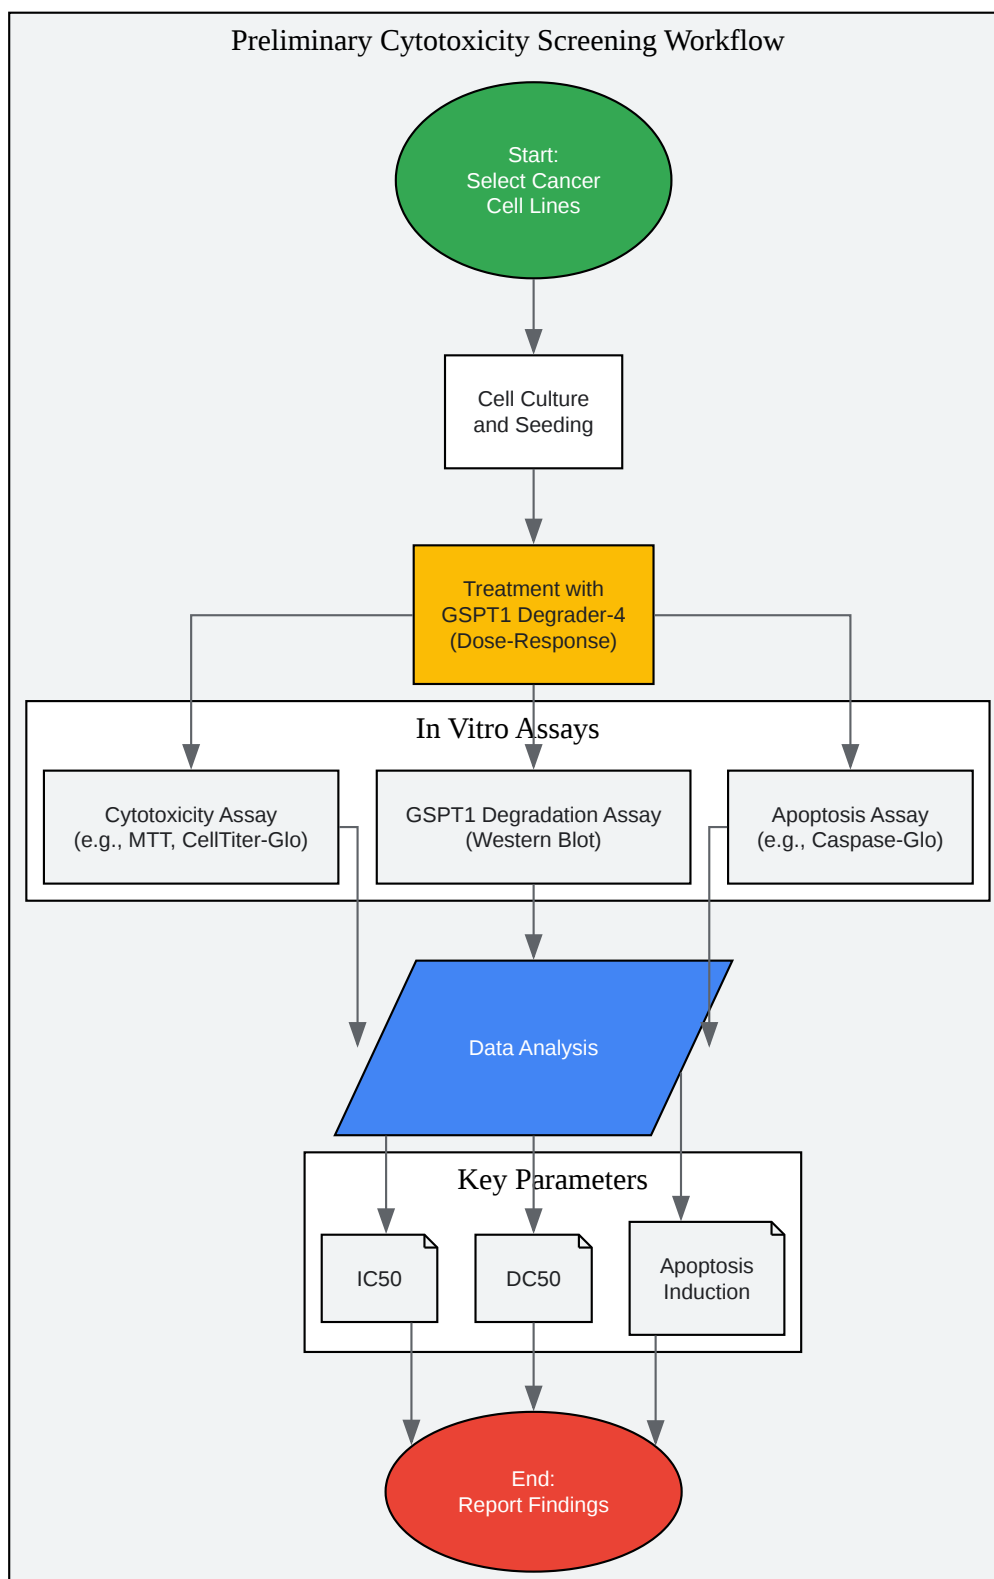 Preliminary Cytotoxicity Screening Workflow
Start:
Select Cancer
Cell Lines
Cell Culture
and Seeding
Treatment with
GSPT1 Degrader-4
(Dose-Response)
In Vitro Assays
Cytotoxicity Assay
(e.g., MTT, CellTiter-Glo)
GSPT1 Degradation Assay
(Western Blot)
Apoptosis Assay
(e.g., Caspase-Glo)
Data Analysis
Key Parameters
IC50
DC50
Apoptosis
Induction
End:
Report Findings